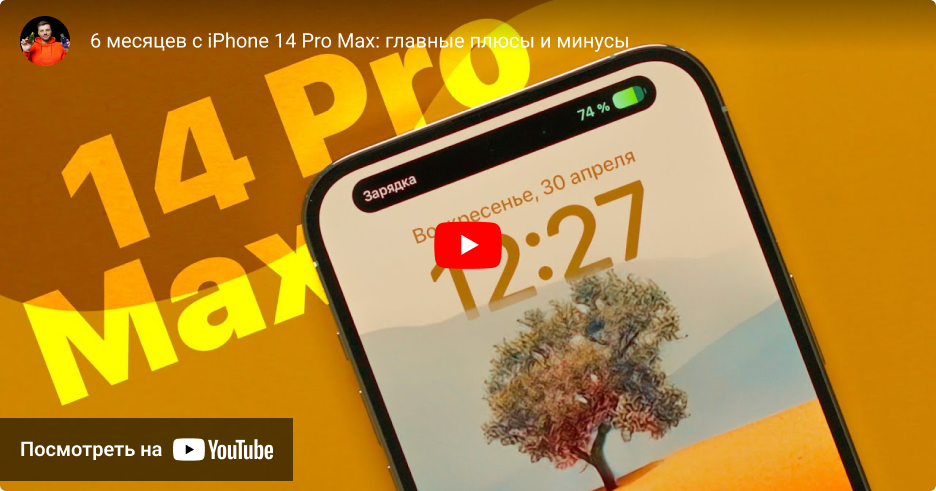 6 месяцев с iPhone 14 Pro Max: главные плюсы и минусы
14 Pro
Max
74 %
Зарядка
Воскресенье, 30 апреля
12:27
Посмотреть на YouTube